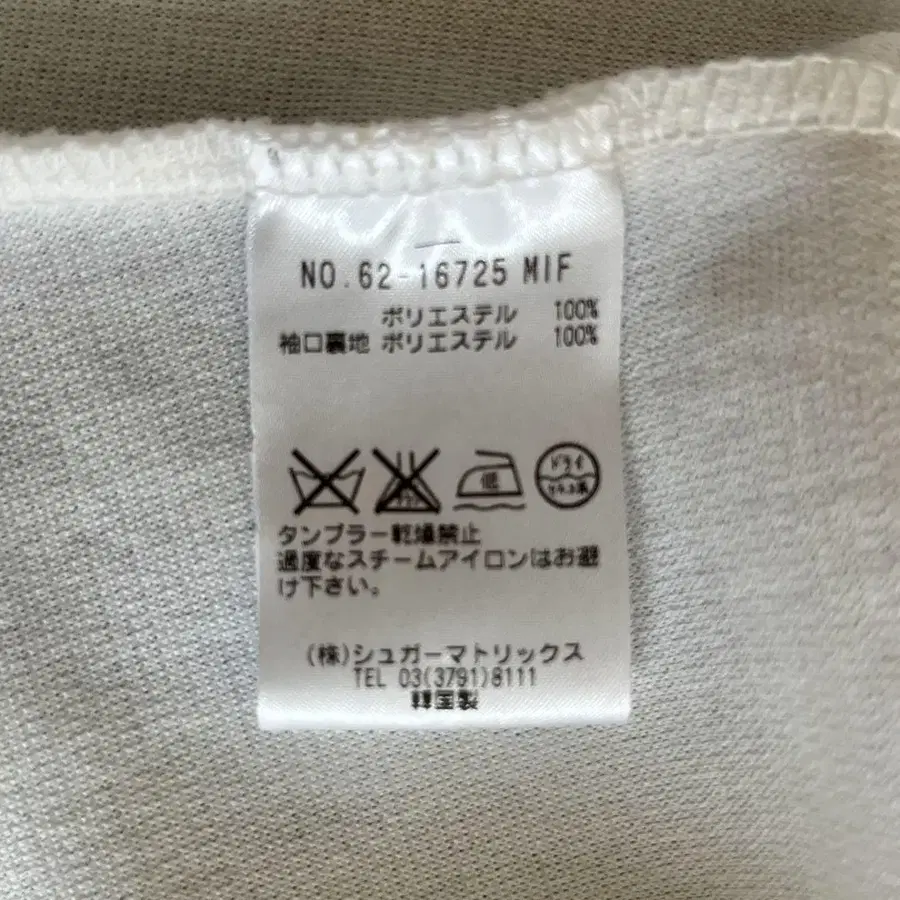 NO.62-16725 MIF
ポリエステル 100%
袖口裏地 ポリエステル 100%
低
ドライ
タンブラー乾燥禁止
過度なスチームアイロンはお避
け下さい。
(株)シュガーマトリックス
TEL 03(3791)8111
韓国製